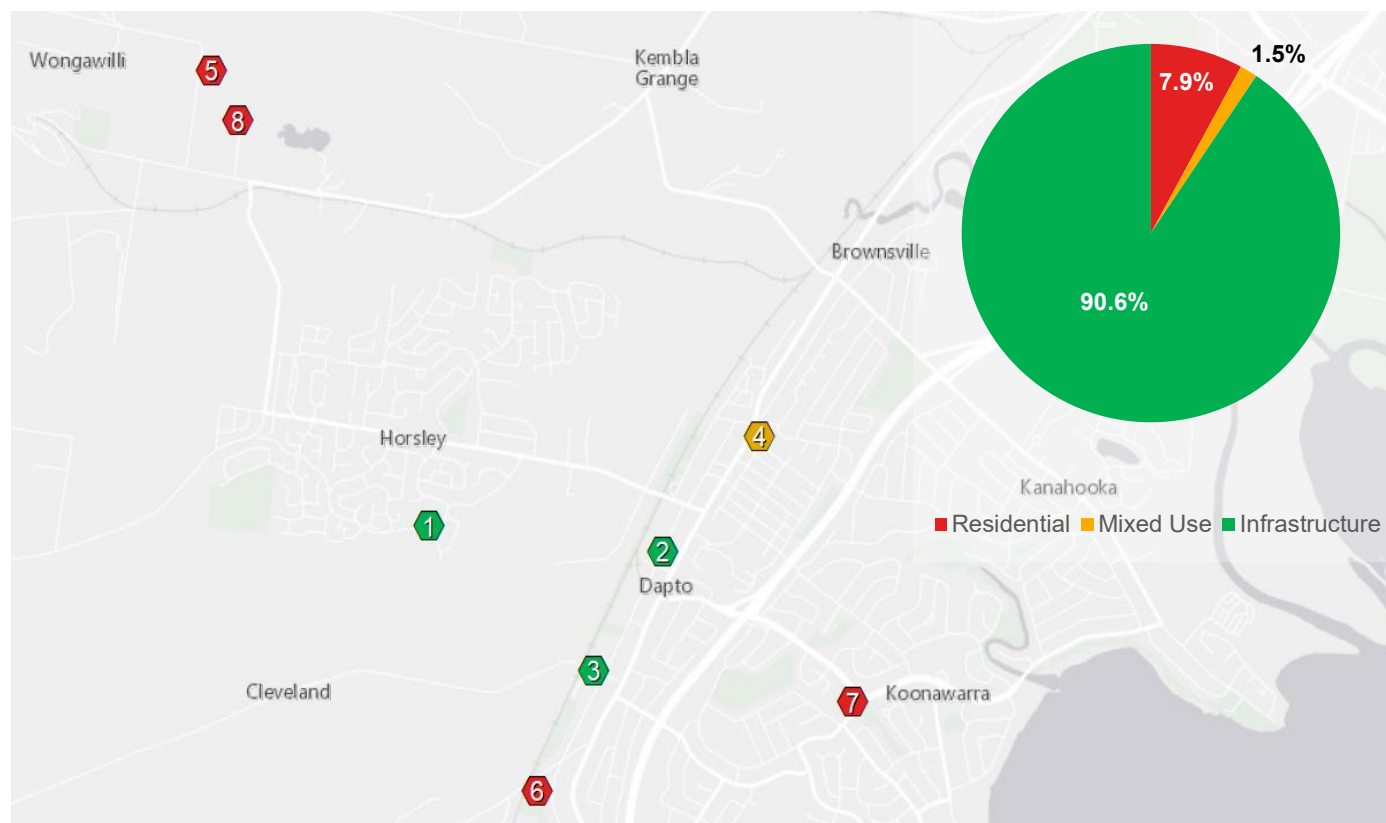 Wongawilli
5
8
Kembla
Grange
1.5%
7.9%
90.6%
Brownsville
4
Horsley
Kanahooka
1
Residential Mixed Use Infrastructure
2
Dapto
3
Cleveland
7
Koonawarra
6